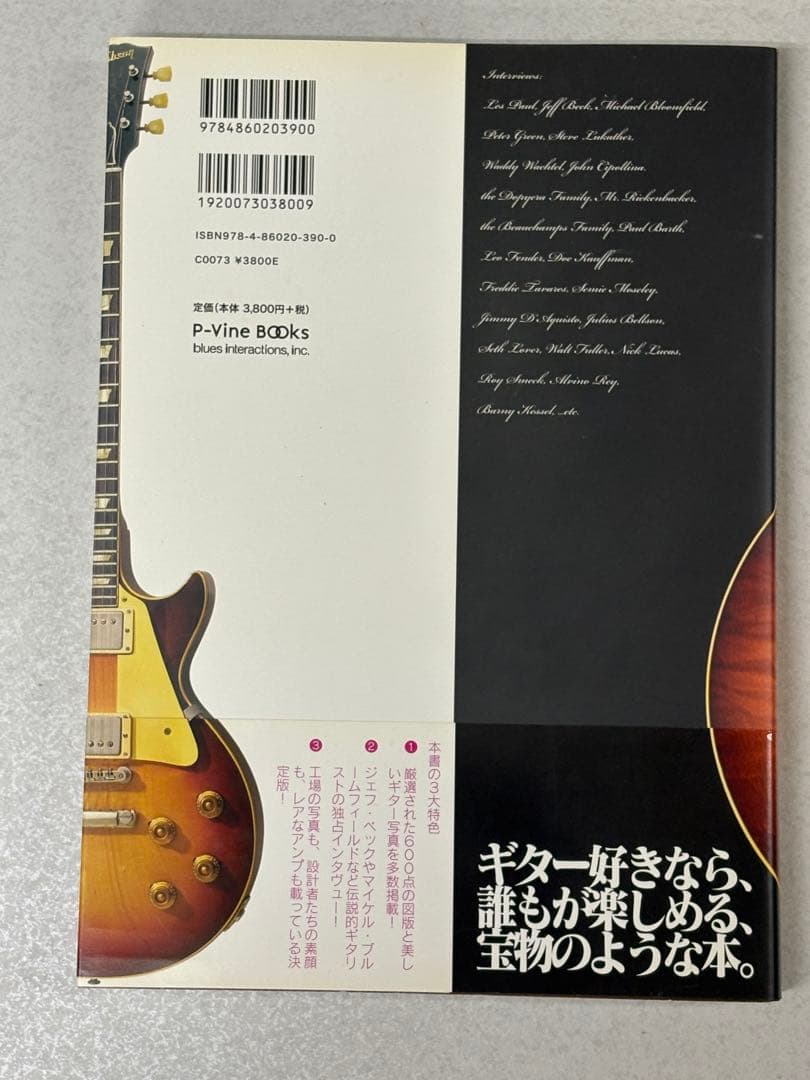 Gibson
9784860203900
1920073038009
ISBN978-4-86020-390-0
C0073 ¥3800E
定価(本体 3,800円+税)
P-Vine BOOks
blues interactions, inc.
Interviews:
Les Paul, Jeff Beck, Michael Bloomfield,
Peter Green, Steve Lukather,
Waddy Wachtel, John Cipollina,
the Dopyera Family, Mr. Rickenbacker,
the Beauchamps Family, Paul Barth,
Leo Fender, Doc Kauffman,
Freddie Tavares, Semie Moseley,
Jimmy D'Aquisto, Julius Bellson,
Seth Lover, Walt Fuller, Nick Lucas,
Roy Smeck, Alvino Rey,
Barny Kessel, ...etc.
本書の3大特色
❶ 厳選された600点の図版と美し
いギター写真を多数掲載!
❷ ジェフ・ベックやマイケル・ブル
ームフィールドなど伝説的ギタリ
ストの独占インタヴュー!
❸ 工場の写真も、設計者たちの素顔
も、レアなアンプも載っている決
定版!
ギター好きなら、
誰もが楽しめる、
宝物のような本。